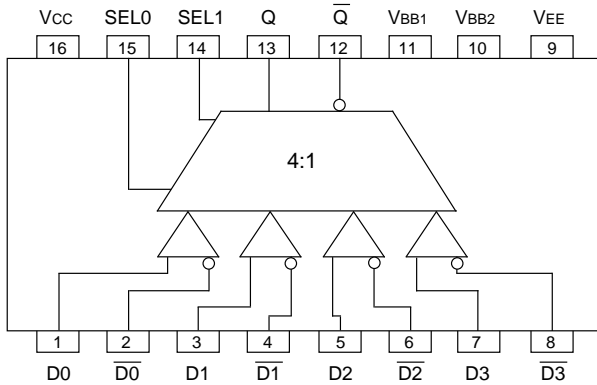 VCC SEL0 SEL1 Q Q̅ VBB1 VBB2 VEE
16 15 14 13 12 11 10 9
4:1
1 2 3 4 5 6 7 8
D0 D̅0̅ D1 D̅1̅ D2 D̅2̅ D3 D̅3̅